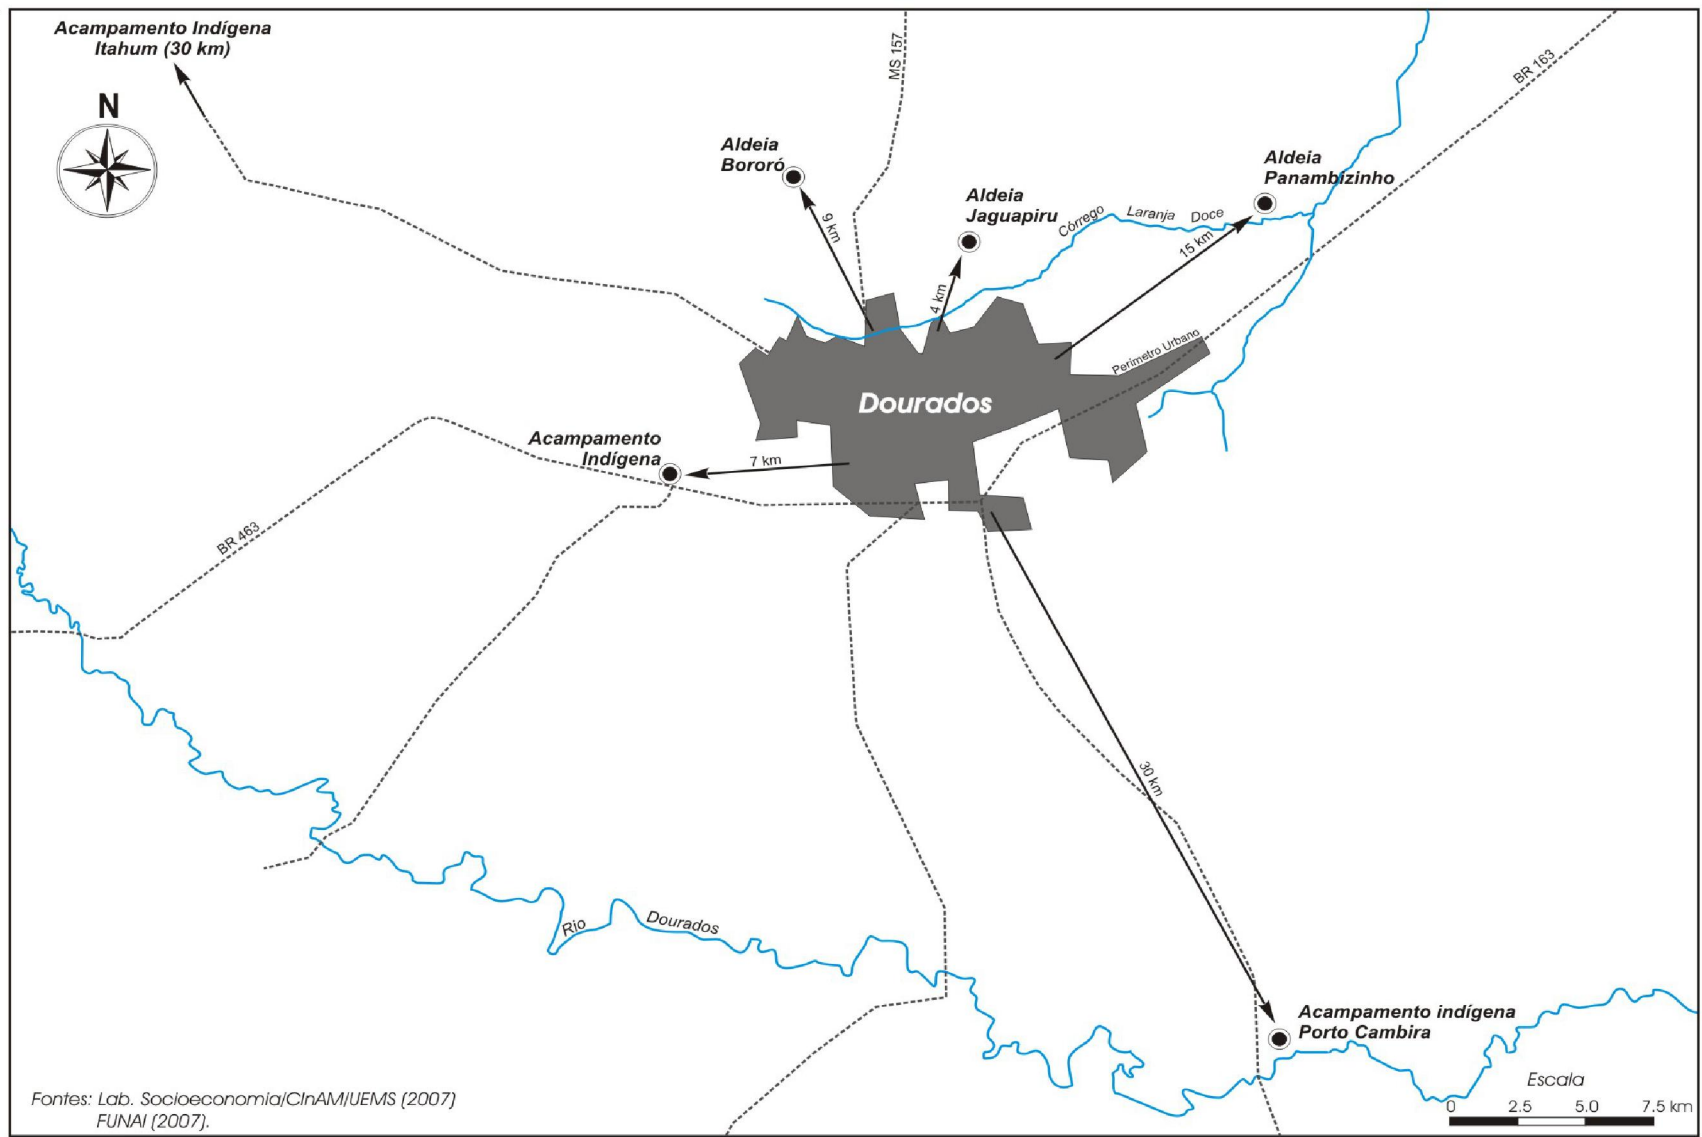 Acampamento Indígena
Itahum (30 km)
N
MS 157
BR 163
Aldeia
Bororó
Aldeia
Panambizinho
Aldeia
Jaguapiru
Córrego Laranja Doce
9 km
15 km
4 km
Perímetro Urbano
Dourados
Acampamento
Indígena
7 km
BR 463
30 km
Rio Dourados
Acampamento indígena
Porto Cambira
Escala
0 2.5 5.0 7.5 km
Fontes: Lab. Socioeconomia/CInAM/UEMS (2007)
FUNAI (2007).